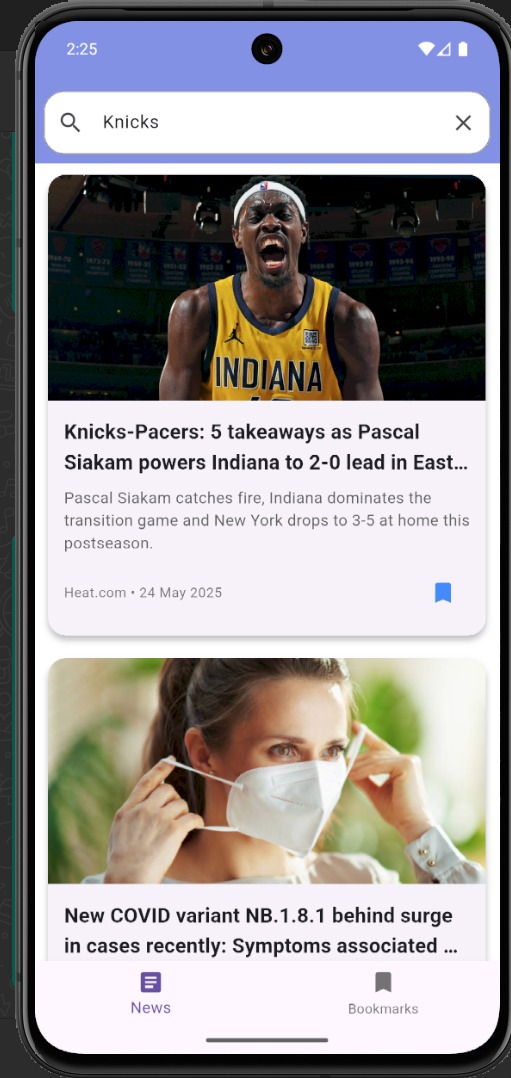 2:25
Knicks
INDIANA
Knicks-Pacers: 5 takeaways as Pascal
Siakam powers Indiana to 2-0 lead in East…
Pascal Siakam catches fire, Indiana dominates the
transition game and New York drops to 3-5 at home this
postseason.
Heat.com • 24 May 2025
New COVID variant NB.1.8.1 behind surge
in cases recently: Symptoms associated …
News
Bookmarks